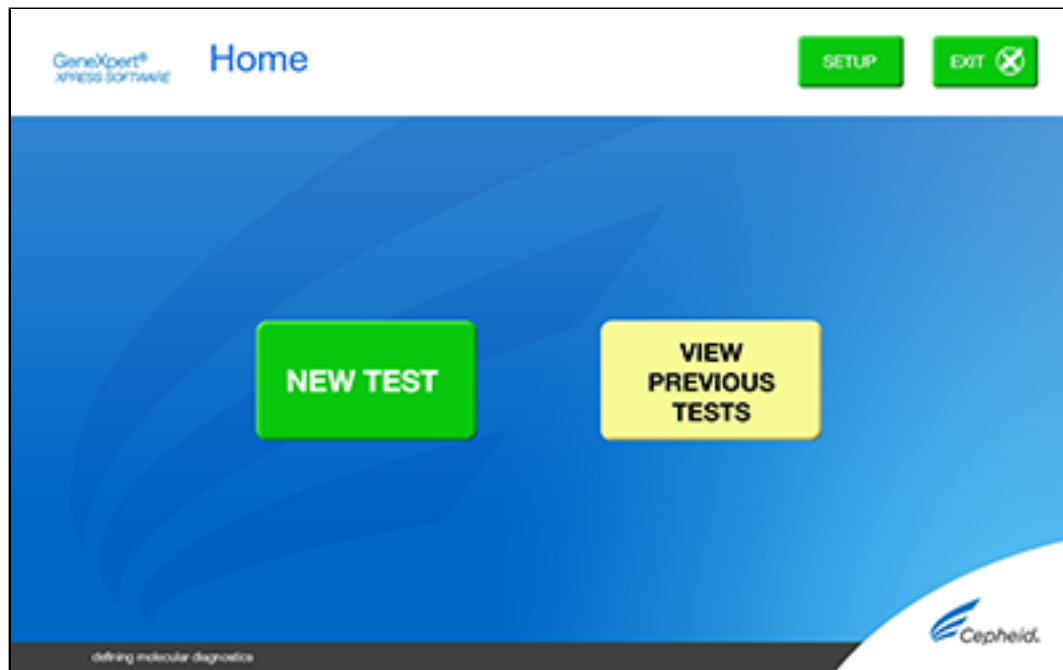 GeneXpert®
XPRESS SOFTWARE
Home
SETUP
EXIT
NEW TEST
VIEW
PREVIOUS
TESTS
Cepheid.
defining molecular diagnostics